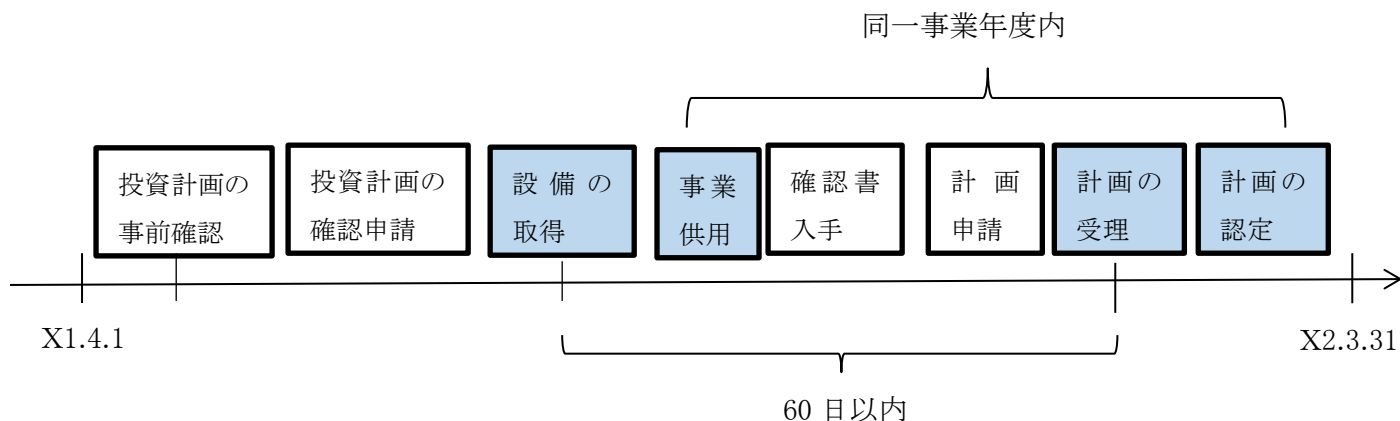 同一事業年度内
投資計画の
事前確認
投資計画の
確認申請
設備の
取得
事業
供用
確認書
入手
計画
申請
計画の
受理
計画の
認定
X1.4.1
X2.3.31
60 日以内